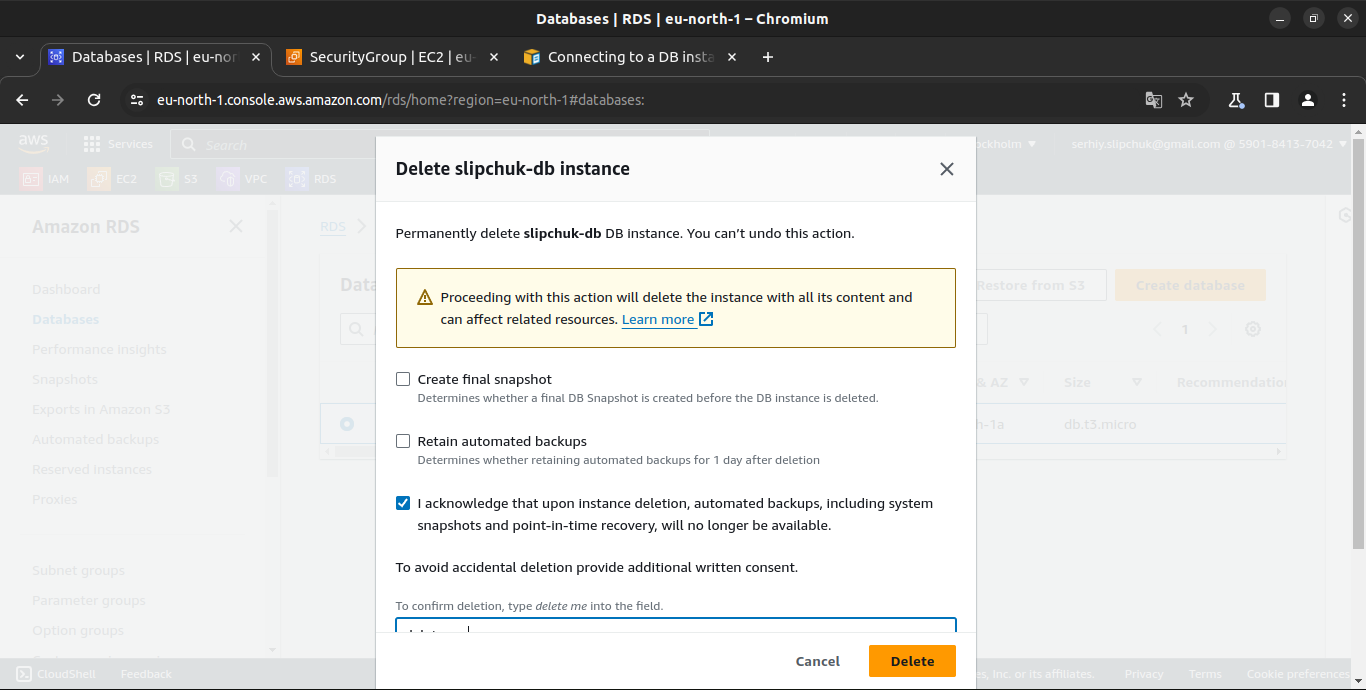 Databases | RDS | eu-north-1 – Chromium
Databases | RDS | eu-nor
SecurityGroup | EC2 | eu-
Connecting to a DB insta
eu-north-1.console.aws.amazon.com/rds/home?region=eu-north-1#databases:
aws
Services
Search
ockholm
serhiy.slipchuk@gmail.com @ 5901-8413-7042
IAM
EC2
S3
VPC
RDS
Amazon RDS
Dashboard
Databases
Performance insights
Snapshots
Exports in Amazon S3
Automated backups
Reserved instances
Proxies
Subnet groups
Parameter groups
Option groups
RDS
Data
Restore from S3
Create database
1
& AZ
Size
Recommendation
h-1a
db.t3.micro
Delete slipchuk-db instance
Permanently delete slipchuk-db DB instance. You can't undo this action.
Proceeding with this action will delete the instance with all its content and
can affect related resources. Learn more
Create final snapshot
Determines whether a final DB Snapshot is created before the DB instance is deleted.
Retain automated backups
Determines whether retaining automated backups for 1 day after deletion
I acknowledge that upon instance deletion, automated backups, including system
snapshots and point-in-time recovery, will no longer be available.
To avoid accidental deletion provide additional written consent.
To confirm deletion, type delete me into the field.
Cancel
Delete
CloudShell
Feedback
es, Inc. or its affiliates.
Privacy
Terms
Cookie preferences